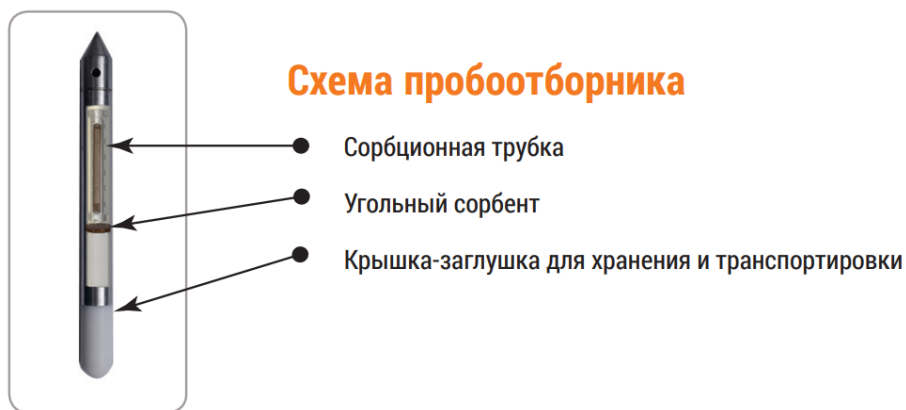 Схема пробоотборника
Сорбционная трубка
Угольный сорбент
Крышка-заглушка для хранения и транспортировки